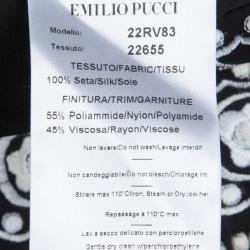 EMILIO PUCCI
Modello: 22RV83
Tessuto: 22655
TESSUTO/FABRIC/TISSU
100% Seta/Silk/Soie
FINITURA/TRIM/GARNITURE
55% Poliammide/Nylon/Polyamide
45% Viscosa/Rayon/Viscose
Non lavare/Do not Wash/Lavage interdit
Non candeggiabile/Do not bleach/Chlorage int.
Stirare max 110°C/Iron, Steam or Dry, low hea
Repassage à 110°C max
Lav.a secco delicato con percloroetilene
Gentle dry clean w/perchloroethylene